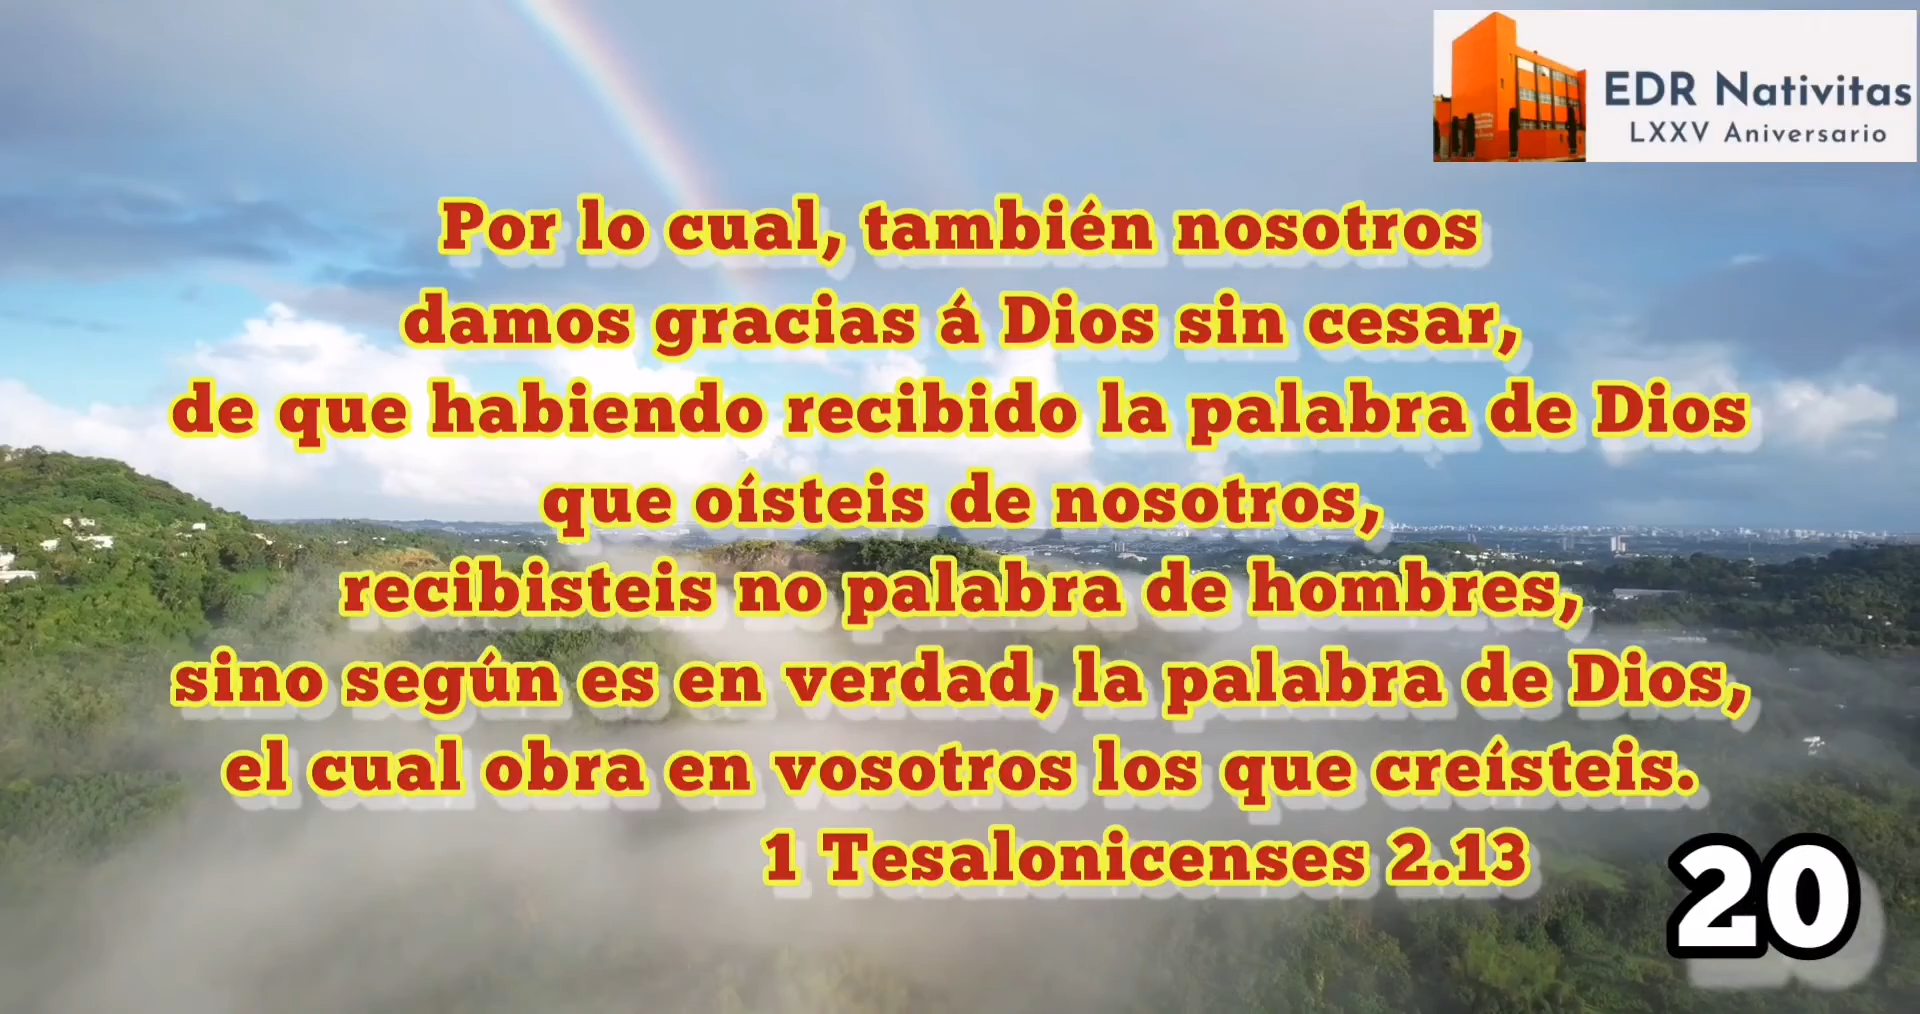 EDR Nativitas
LXXV Aniversario
Por lo cual, también nosotros
damos gracias á Dios sin cesar,
de que habiendo recibido la palabra de Dios
que oísteis de nosotros,
recibisteis no palabra de hombres,
sino según es en verdad, la palabra de Dios,
el cual obra en vosotros los que creísteis.
1 Tesalonicenses 2.13
20